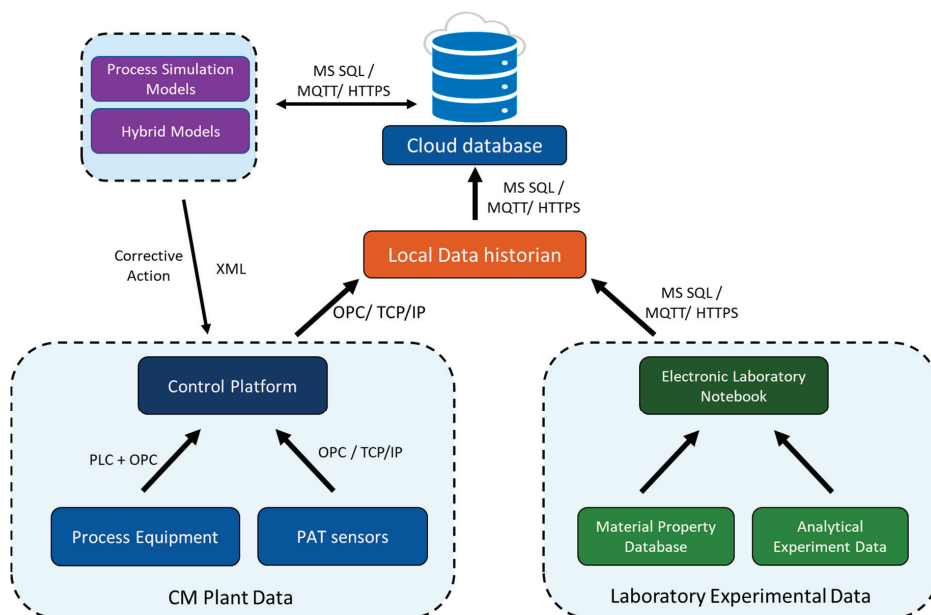 Process Simulation
Models
Hybrid Models
MS SQL /
MQTT/ HTTPS
Cloud database
MS SQL /
MQTT/ HTTPS
Local Data historian
Corrective
Action
XML
OPC/ TCP/IP
MS SQL /
MQTT/ HTTPS
Control Platform
PLC + OPC
OPC / TCP/IP
Process Equipment
PAT sensors
CM Plant Data
Electronic Laboratory
Notebook
Material Property
Database
Analytical
Experiment Data
Laboratory Experimental Data